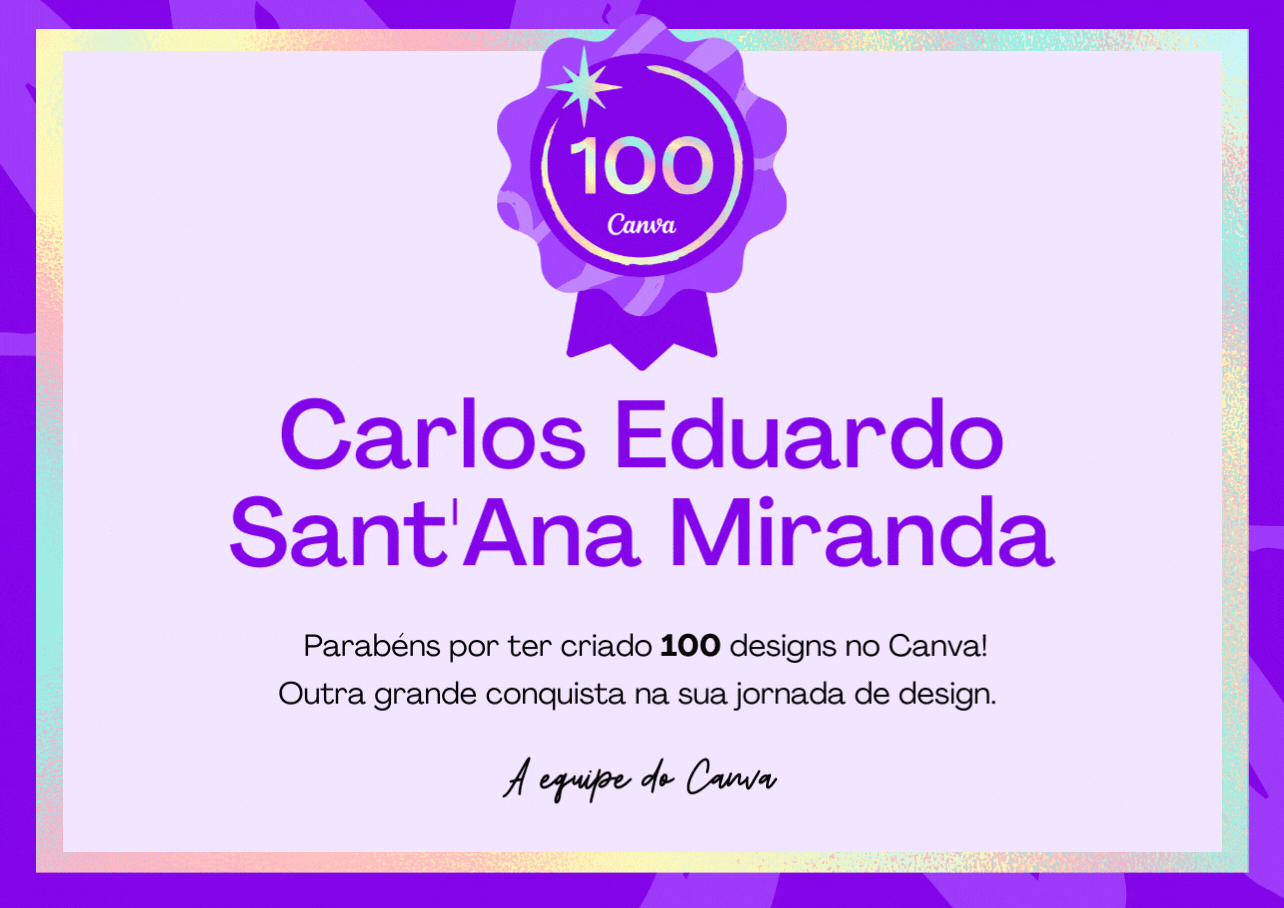 100
Canva
Carlos Eduardo
Sant'Ana Miranda
Parabéns por ter criado 100 designs no Canva!
Outra grande conquista na sua jornada de design.
A equipe do Canva